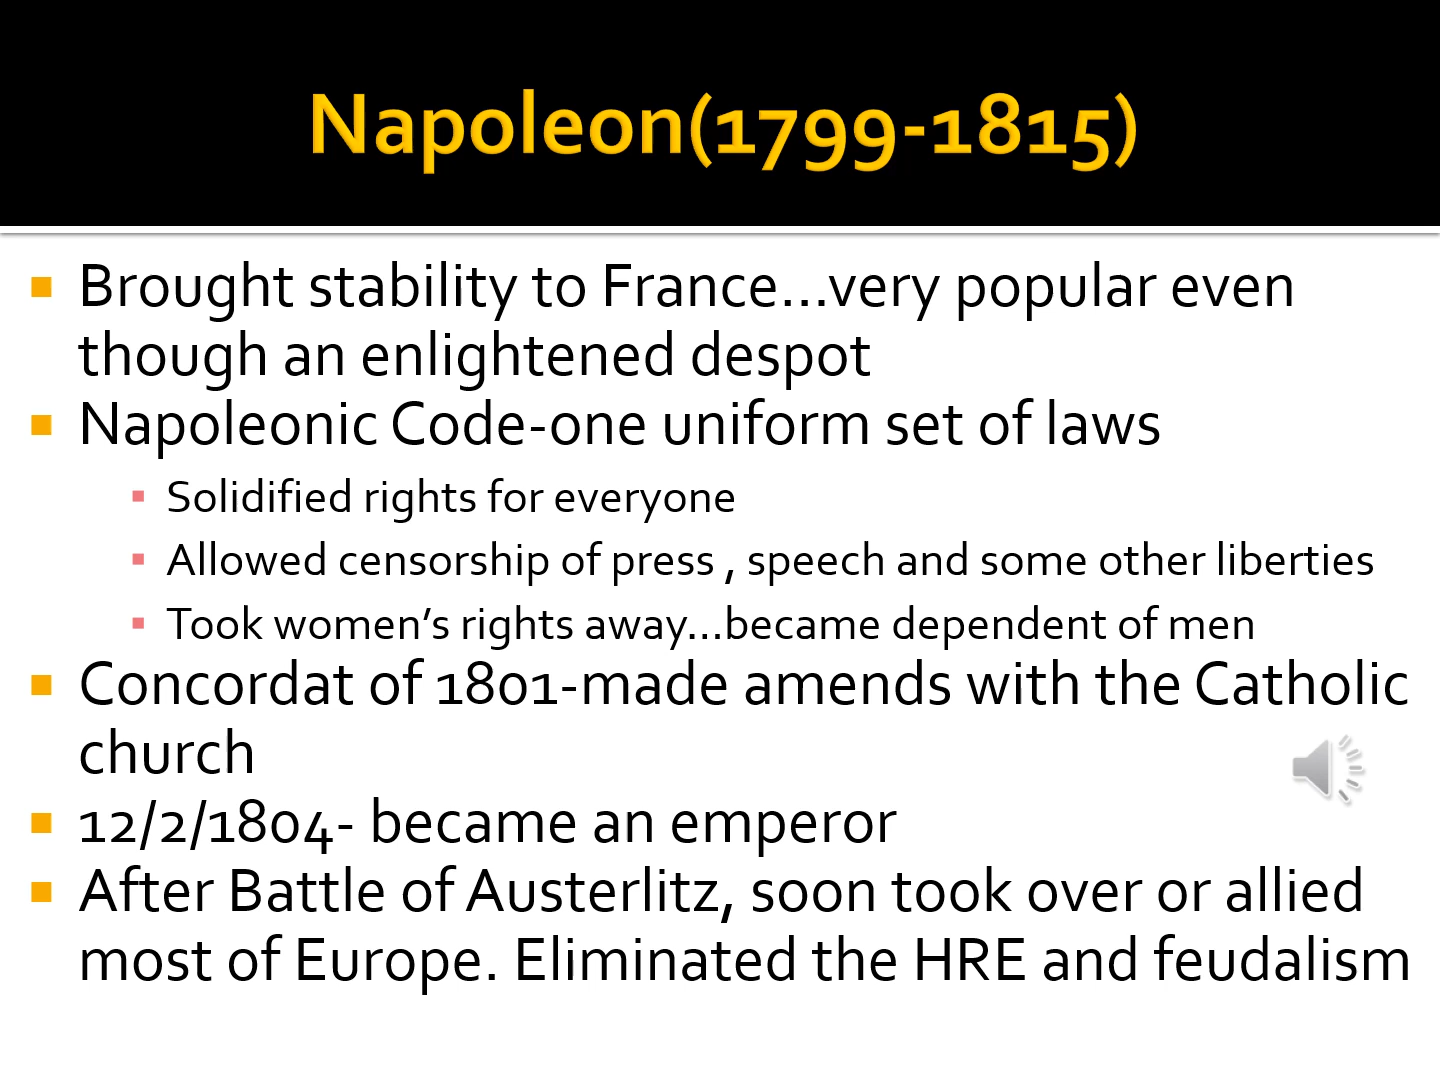 Napoleon(1799-1815)
Brought stability to France...very popular even
though an enlightened despot
Napoleonic Code-one uniform set of laws
Solidified rights for everyone
Allowed censorship of press , speech and some other liberties
Took women’s rights away...became dependent of men
Concordat of 1801-made amends with the Catholic
church
12/2/1804- became an emperor
After Battle of Austerlitz, soon took over or allied
most of Europe. Eliminated the HRE and feudalism